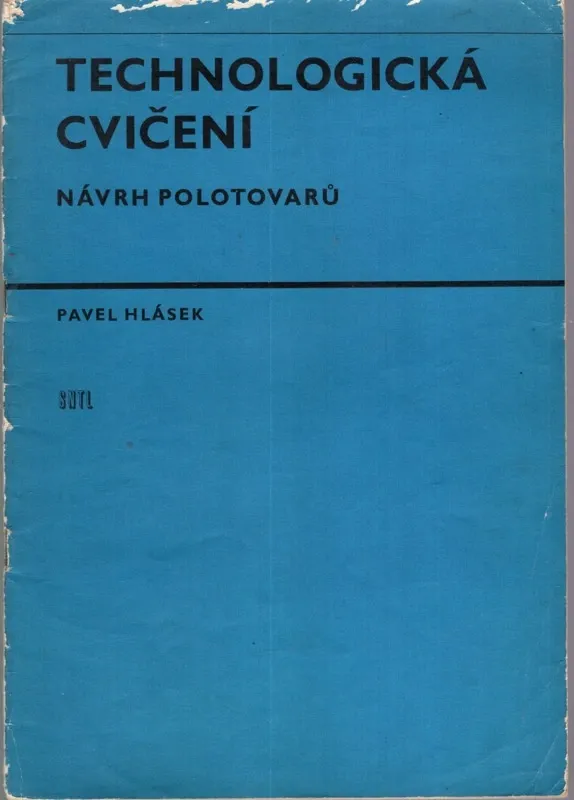 TECHNOLOGICKÁ
CVIČENÍ
NÁVRH POLOTOVARŮ
PAVEL HLÁSEK
SNTL